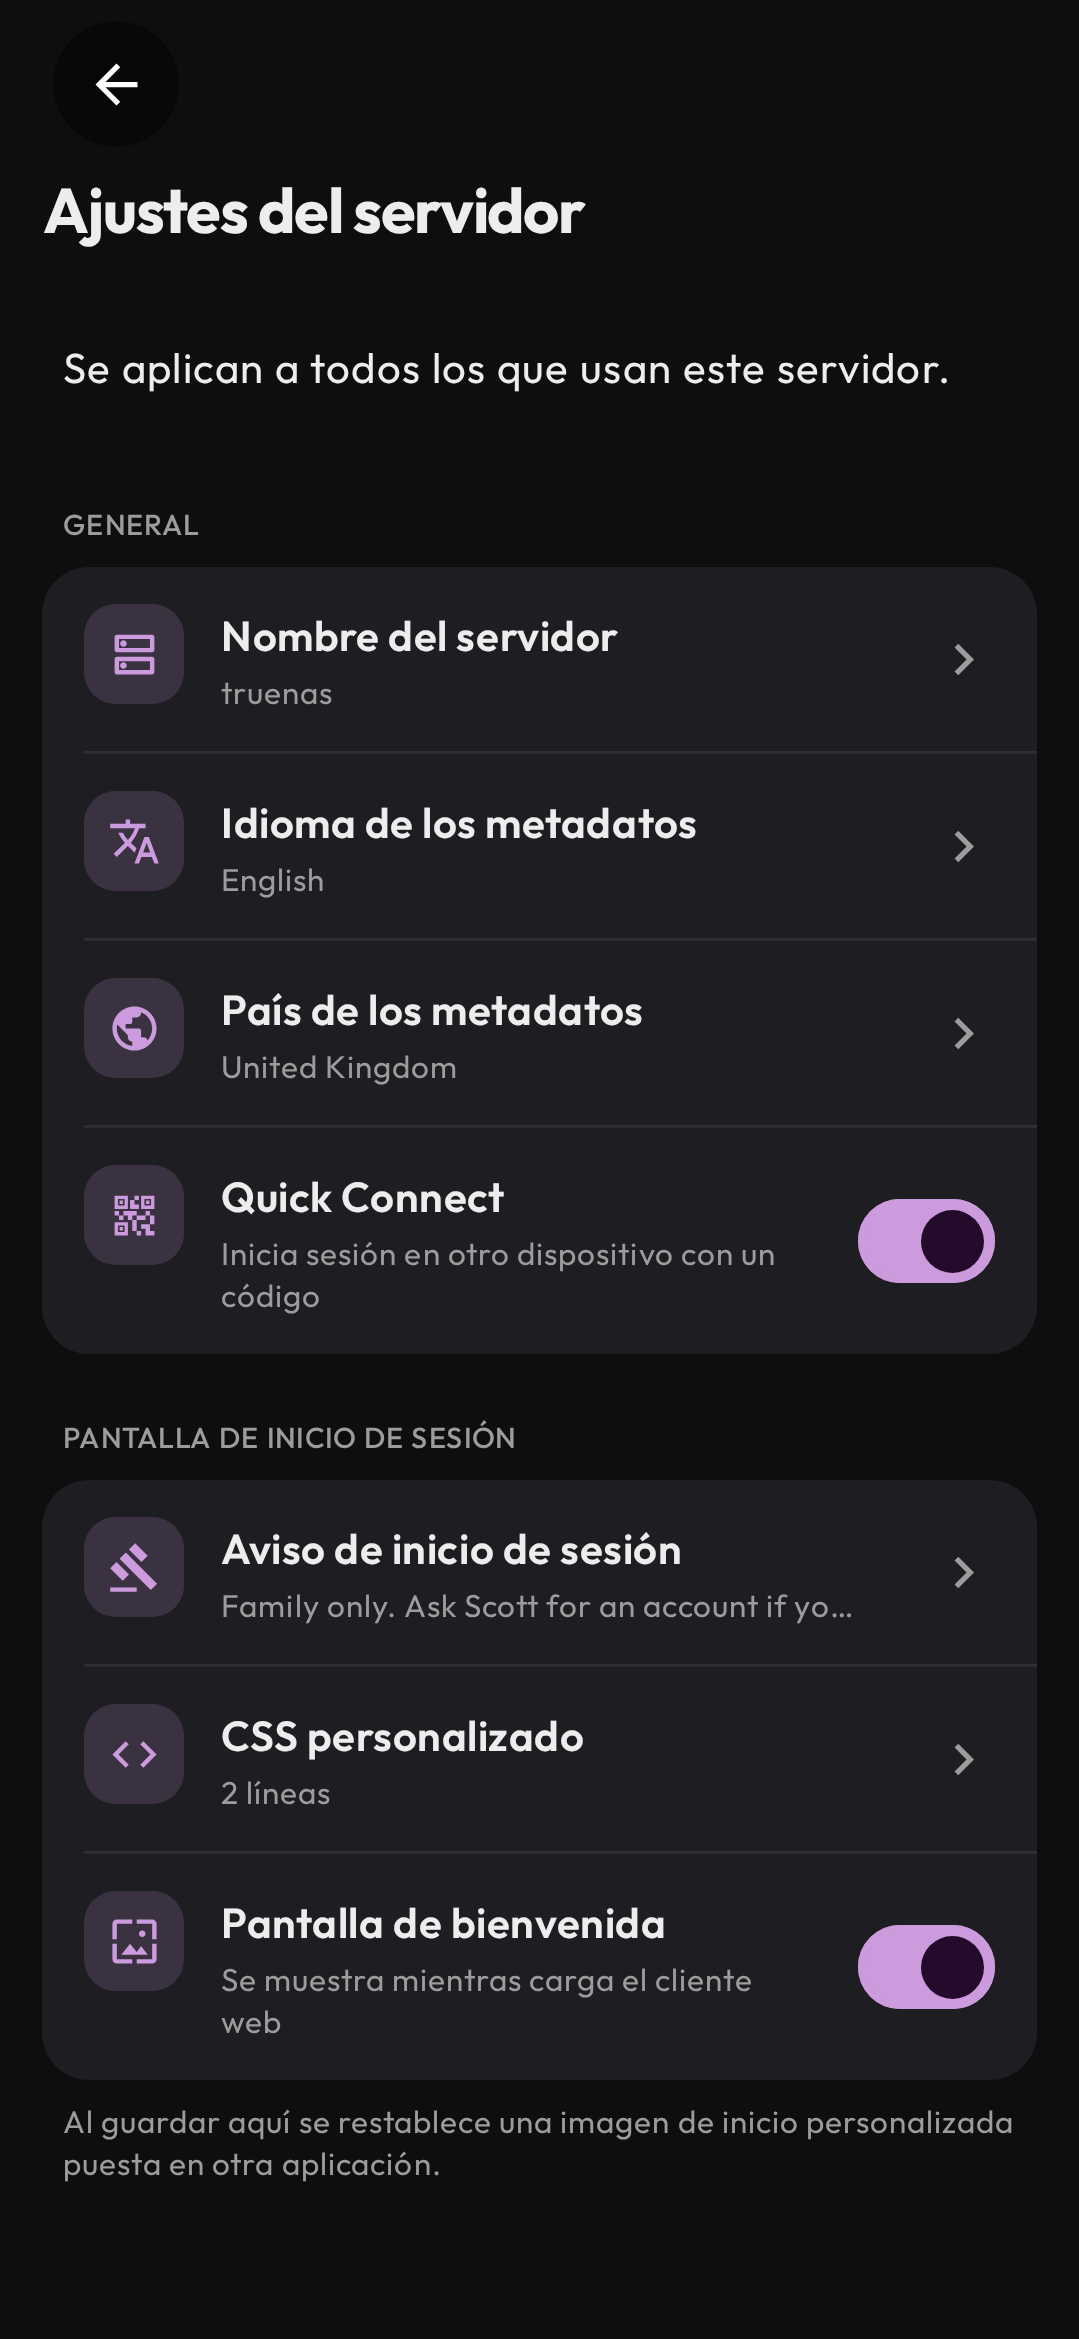 Ajustes del servidor
Se aplican a todos los que usan este servidor.
GENERAL
Nombre del servidor
truenas
Idioma de los metadatos
English
País de los metadatos
United Kingdom
Quick Connect
Inicia sesión en otro dispositivo con un
código
PANTALLA DE INICIO DE SESIÓN
Aviso de inicio de sesión
Family only. Ask Scott for an account if yo...
CSS personalizado
2 líneas
Pantalla de bienvenida
Se muestra mientras carga el cliente
web
Al guardar aquí se restablece una imagen de inicio personalizada
puesta en otra aplicación.